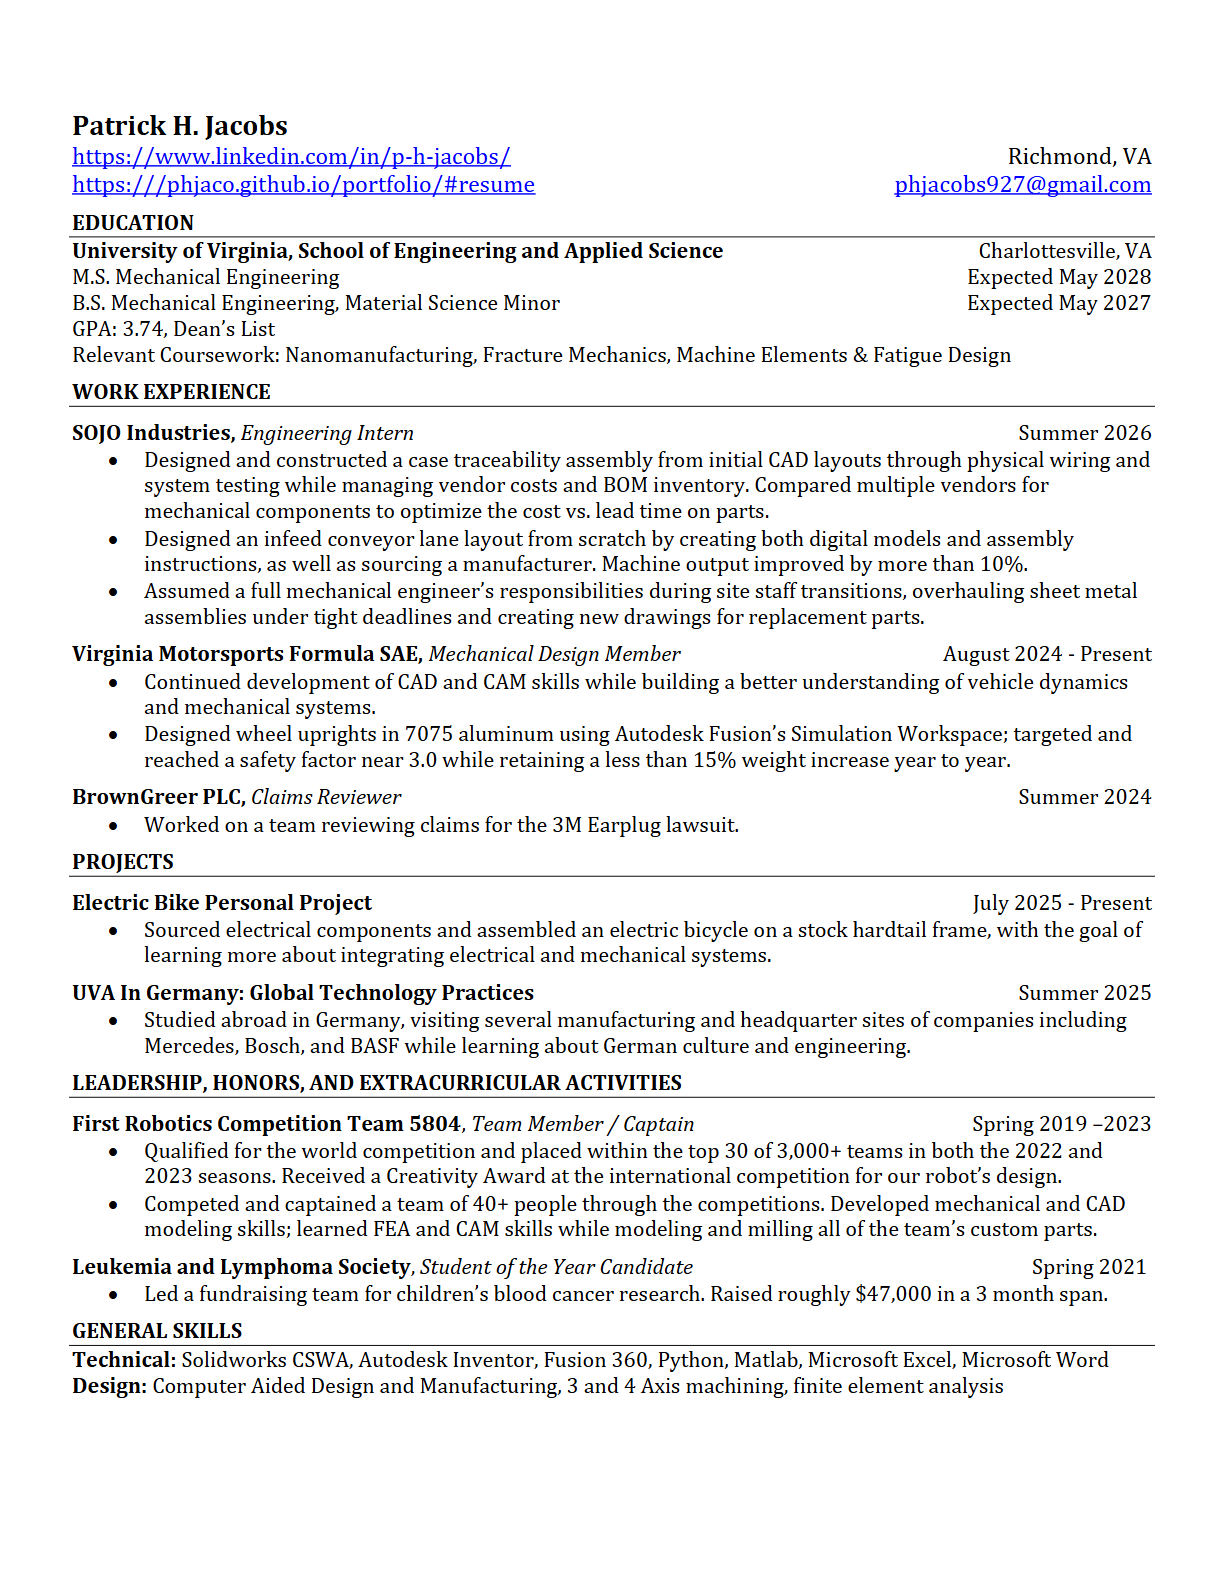 Patrick H. Jacobs
https://www.linkedin.com/in/p-h-jacobs/ Richmond, VA
https:///phjaco.github.io/portfolio/#resume phjacobs927@gmail.com
EDUCATION
University of Virginia, School of Engineering and Applied Science Charlottesville, VA
M.S. Mechanical Engineering Expected May 2028
B.S. Mechanical Engineering, Material Science Minor Expected May 2027
GPA: 3.74, Dean’s List
Relevant Coursework: Nanomanufacturing, Fracture Mechanics, Machine Elements & Fatigue Design
WORK EXPERIENCE
SOJO Industries, Engineering Intern Summer 2026
• Designed and constructed a case traceability assembly from initial CAD layouts through physical wiring and
system testing while managing vendor costs and BOM inventory. Compared multiple vendors for
mechanical components to optimize the cost vs. lead time on parts.
• Designed an infeed conveyor lane layout from scratch by creating both digital models and assembly
instructions, as well as sourcing a manufacturer. Machine output improved by more than 10%.
• Assumed a full mechanical engineer’s responsibilities during site staff transitions, overhauling sheet metal
assemblies under tight deadlines and creating new drawings for replacement parts.
Virginia Motorsports Formula SAE, Mechanical Design Member August 2024 - Present
• Continued development of CAD and CAM skills while building a better understanding of vehicle dynamics
and mechanical systems.
• Designed wheel uprights in 7075 aluminum using Autodesk Fusion’s Simulation Workspace; targeted and
reached a safety factor near 3.0 while retaining a less than 15% weight increase year to year.
BrownGreer PLC, Claims Reviewer Summer 2024
• Worked on a team reviewing claims for the 3M Earplug lawsuit.
PROJECTS
Electric Bike Personal Project July 2025 - Present
• Sourced electrical components and assembled an electric bicycle on a stock hardtail frame, with the goal of
learning more about integrating electrical and mechanical systems.
UVA In Germany: Global Technology Practices Summer 2025
• Studied abroad in Germany, visiting several manufacturing and headquarter sites of companies including
Mercedes, Bosch, and BASF while learning about German culture and engineering.
LEADERSHIP, HONORS, AND EXTRACURRICULAR ACTIVITIES
First Robotics Competition Team 5804, Team Member / Captain Spring 2019 –2023
• Qualified for the world competition and placed within the top 30 of 3,000+ teams in both the 2022 and
2023 seasons. Received a Creativity Award at the international competition for our robot’s design.
• Competed and captained a team of 40+ people through the competitions. Developed mechanical and CAD
modeling skills; learned FEA and CAM skills while modeling and milling all of the team’s custom parts.
Leukemia and Lymphoma Society, Student of the Year Candidate Spring 2021
• Led a fundraising team for children’s blood cancer research. Raised roughly $47,000 in a 3 month span.
GENERAL SKILLS
Technical: Solidworks CSWA, Autodesk Inventor, Fusion 360, Python, Matlab, Microsoft Excel, Microsoft Word
Design: Computer Aided Design and Manufacturing, 3 and 4 Axis machining, finite element analysis